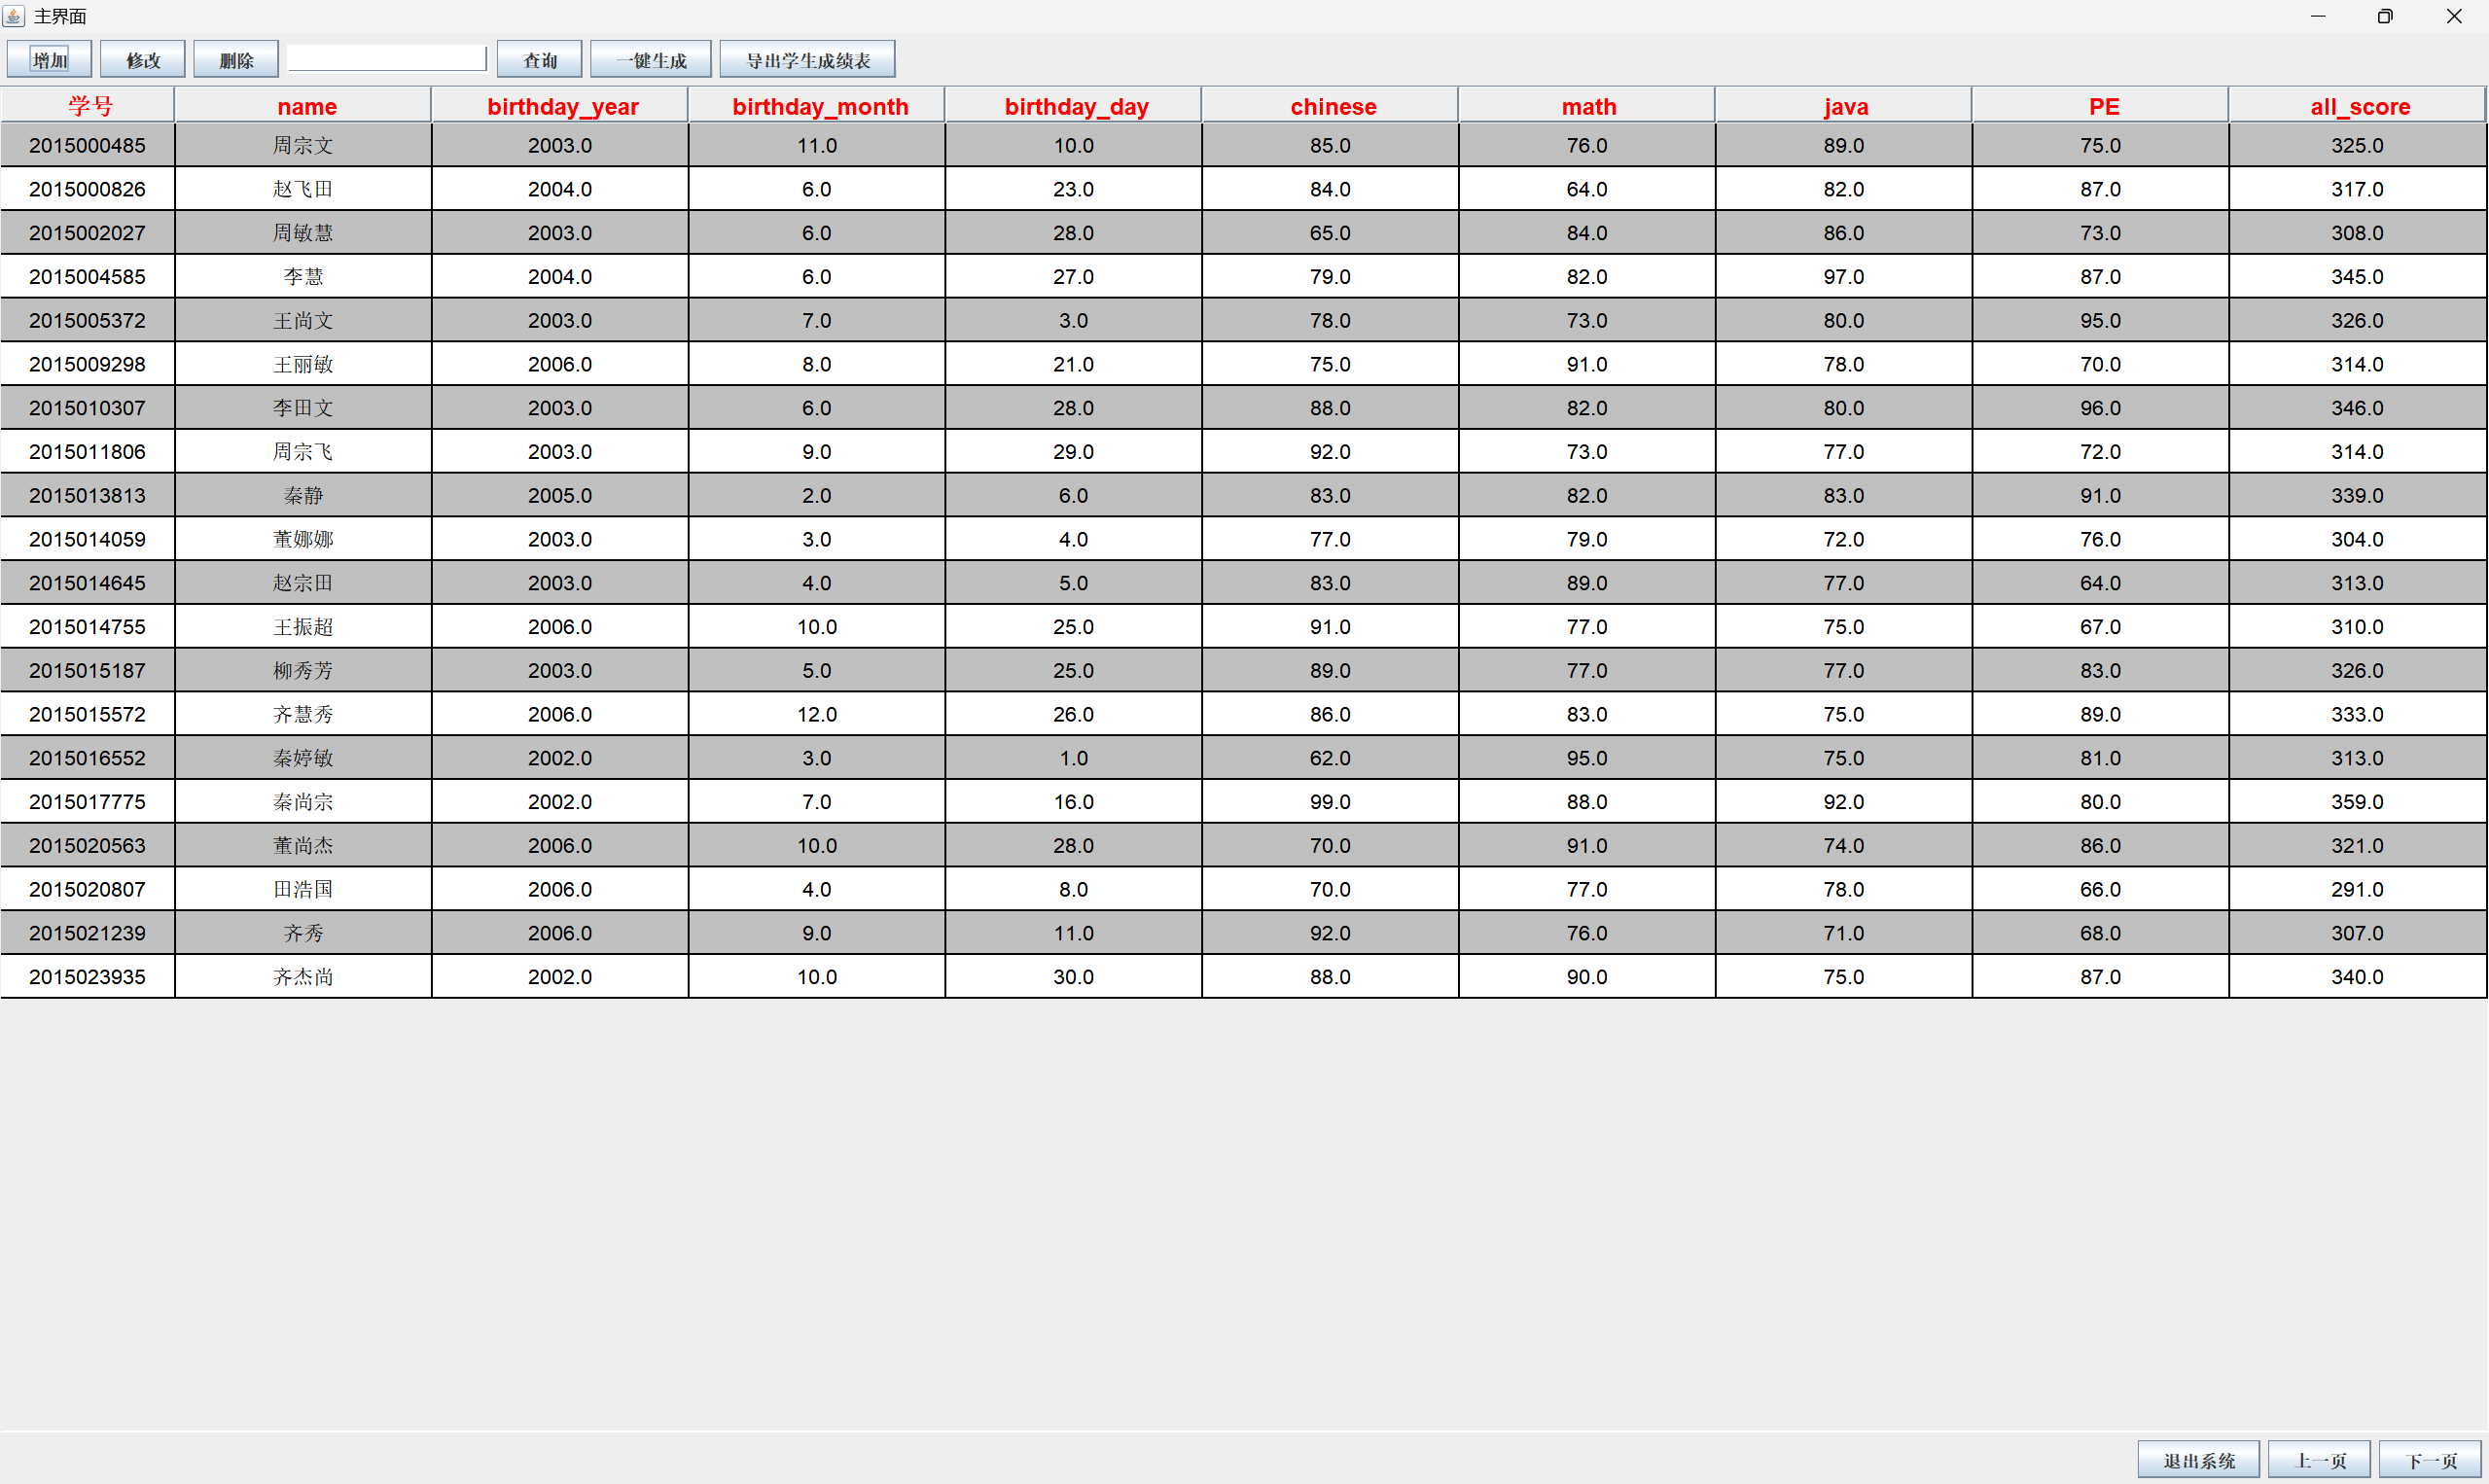 主界面
增加 修改 删除 查询 一键生成 导出学生成绩表
学号 name birthday_year birthday_month birthday_day chinese math java PE all_score
2015000485 周宗文 2003.0 11.0 10.0 85.0 76.0 89.0 75.0 325.0
2015000826 赵飞田 2004.0 6.0 23.0 84.0 64.0 82.0 87.0 317.0
2015002027 周敏慧 2003.0 6.0 28.0 65.0 84.0 86.0 73.0 308.0
2015004585 李慧 2004.0 6.0 27.0 79.0 82.0 97.0 87.0 345.0
2015005372 王尚文 2003.0 7.0 3.0 78.0 73.0 80.0 95.0 326.0
2015009298 王丽敏 2006.0 8.0 21.0 75.0 91.0 78.0 70.0 314.0
2015010307 李田文 2003.0 6.0 28.0 88.0 82.0 80.0 96.0 346.0
2015011806 周宗飞 2003.0 9.0 29.0 92.0 73.0 77.0 72.0 314.0
2015013813 秦静 2005.0 2.0 6.0 83.0 82.0 83.0 91.0 339.0
2015014059 董娜娜 2003.0 3.0 4.0 77.0 79.0 72.0 76.0 304.0
2015014645 赵宗田 2003.0 4.0 5.0 83.0 89.0 77.0 64.0 313.0
2015014755 王振超 2006.0 10.0 25.0 91.0 77.0 75.0 67.0 310.0
2015015187 柳秀芳 2003.0 5.0 25.0 89.0 77.0 77.0 83.0 326.0
2015015572 齐慧秀 2006.0 12.0 26.0 86.0 83.0 75.0 89.0 333.0
2015016552 秦婷敏 2002.0 3.0 1.0 62.0 95.0 75.0 81.0 313.0
2015017775 秦尚宗 2002.0 7.0 16.0 99.0 88.0 92.0 80.0 359.0
2015020563 董尚杰 2006.0 10.0 28.0 70.0 91.0 74.0 86.0 321.0
2015020807 田浩国 2006.0 4.0 8.0 70.0 77.0 78.0 66.0 291.0
2015021239 齐秀 2006.0 9.0 11.0 92.0 76.0 71.0 68.0 307.0
2015023935 齐杰尚 2002.0 10.0 30.0 88.0 90.0 75.0 87.0 340.0
退出系统 上一页 下一页